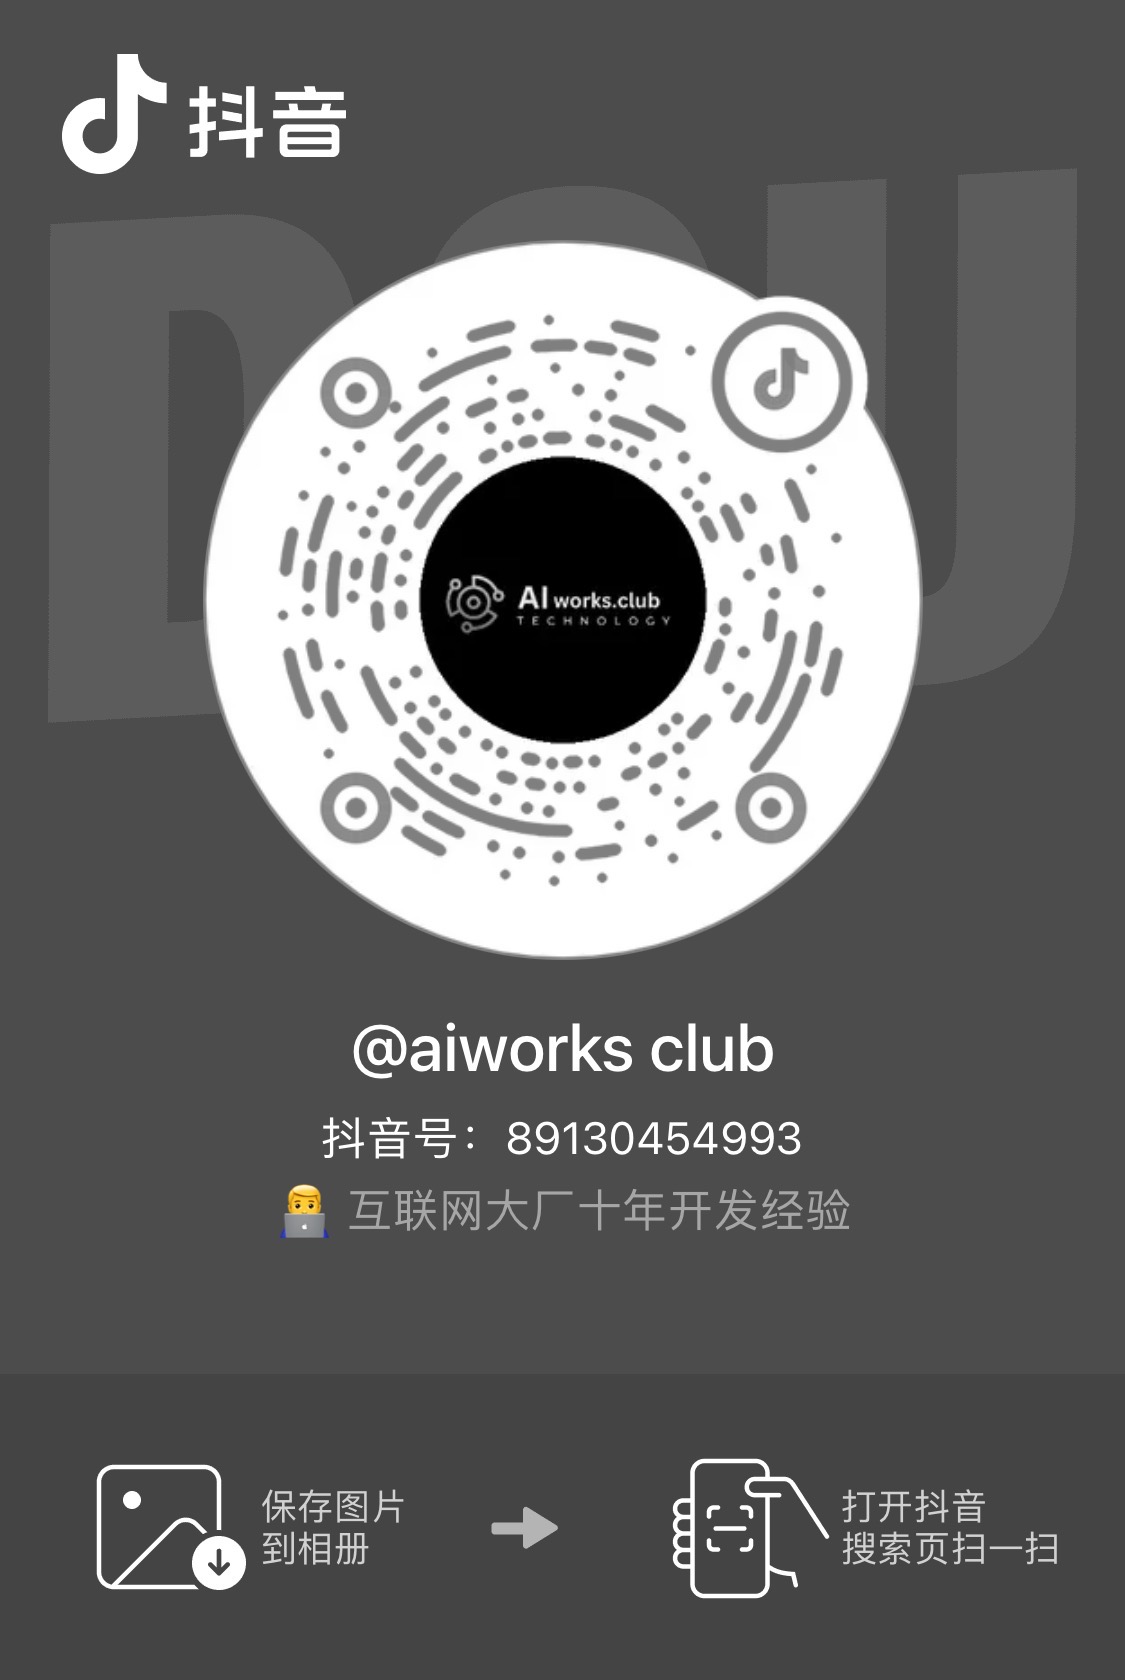 抖音
DOU
AI works.club
TECHNOLOGY
@aiworks club
抖音号：89130454993
👨‍💻 互联网大厂十年开发经验
保存图片
到相册
打开抖音
搜索页扫一扫